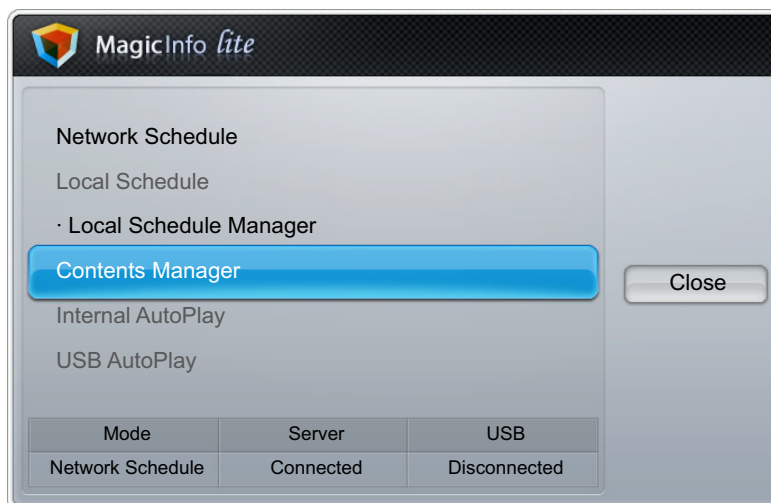 MagicInfo lite
Network Schedule
Local Schedule
· Local Schedule Manager
Contents Manager
Close
Internal AutoPlay
USB AutoPlay
Mode Server USB
Network Schedule Connected Disconnected